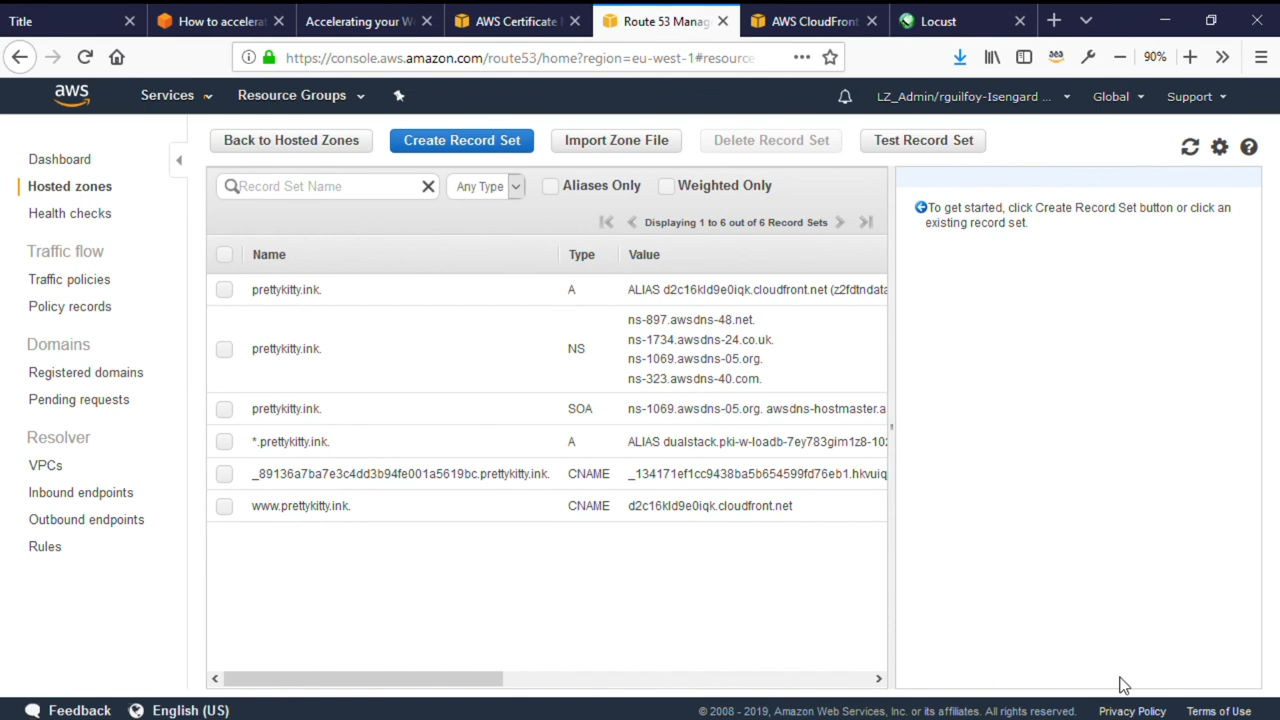 Title
How to accelerat
Accelerating your W
AWS Certificate
Route 53 Manag
AWS CloudFront
Locust
https://console.aws.amazon.com/route53/home?region=eu-west-1#resource
90%
aws
Services
Resource Groups
LZ_Admin/rguilfoy-Isengard ...
Global
Support
Back to Hosted Zones
Create Record Set
Import Zone File
Delete Record Set
Test Record Set
Dashboard
Hosted zones
Health checks
Traffic flow
Traffic policies
Policy records
Domains
Registered domains
Pending requests
Resolver
VPCs
Inbound endpoints
Outbound endpoints
Rules
Record Set Name
Any Type
Aliases Only
Weighted Only
Displaying 1 to 6 out of 6 Record Sets
Name Type Value
prettykitty.ink. A ALIAS d2c16kld9e0iqk.cloudfront.net (z2fdtndata
prettykitty.ink. NS
ns-897.awsdns-48.net.
ns-1734.awsdns-24.co.uk.
ns-1069.awsdns-05.org.
ns-323.awsdns-40.com.
prettykitty.ink. SOA ns-1069.awsdns-05.org. awsdns-hostmaster.a
*.prettykitty.ink. A ALIAS dualstack.pki-w-loadb-7ey783gim1z8-102
_89136a7ba7e3c4dd3b94fe001a5619bc.prettykitty.ink. CNAME _134171ef1cc9438ba5b654599fd76eb1.hkvuiq
www.prettykitty.ink. CNAME d2c16kld9e0iqk.cloudfront.net
To get started, click Create Record Set button or click an
existing record set.
Feedback
English (US)
© 2008 - 2019, Amazon Web Services, Inc. or its affiliates. All rights reserved.
Privacy Policy
Terms of Use